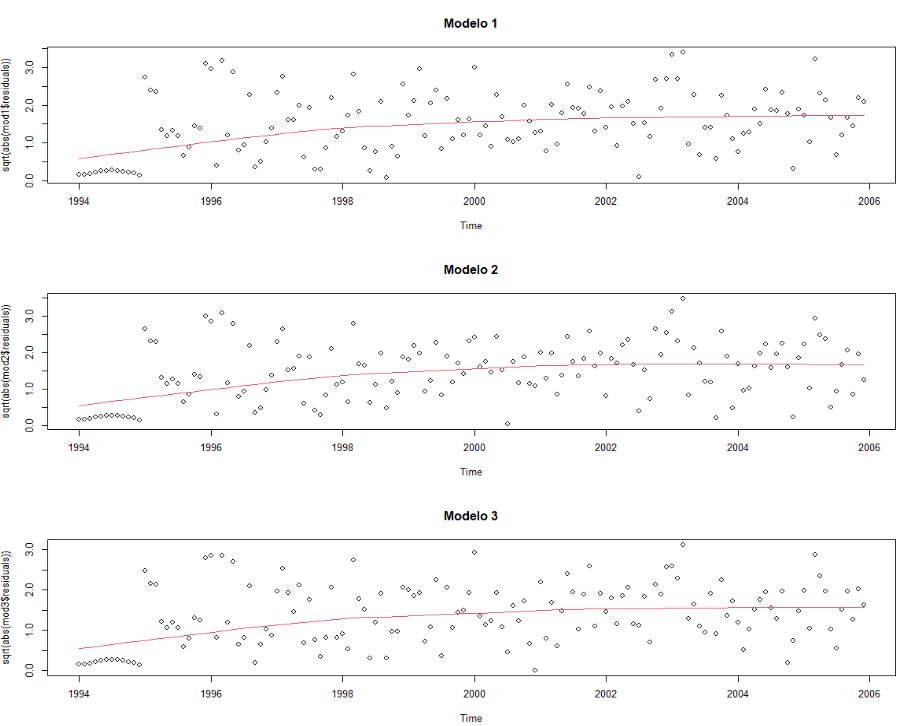 Modelo 1
sqrt(abs(mod1$residuals))
3.0
2.0
1.0
0.0
1994 1996 1998 2000 2002 2004 2006
Time
Modelo 2
sqrt(abs(mod2$residuals))
3.0
2.0
1.0
0.0
1994 1996 1998 2000 2002 2004 2006
Time
Modelo 3
sqrt(abs(mod3$residuals))
3.0
2.0
1.0
0.0
1994 1996 1998 2000 2002 2004 2006
Time